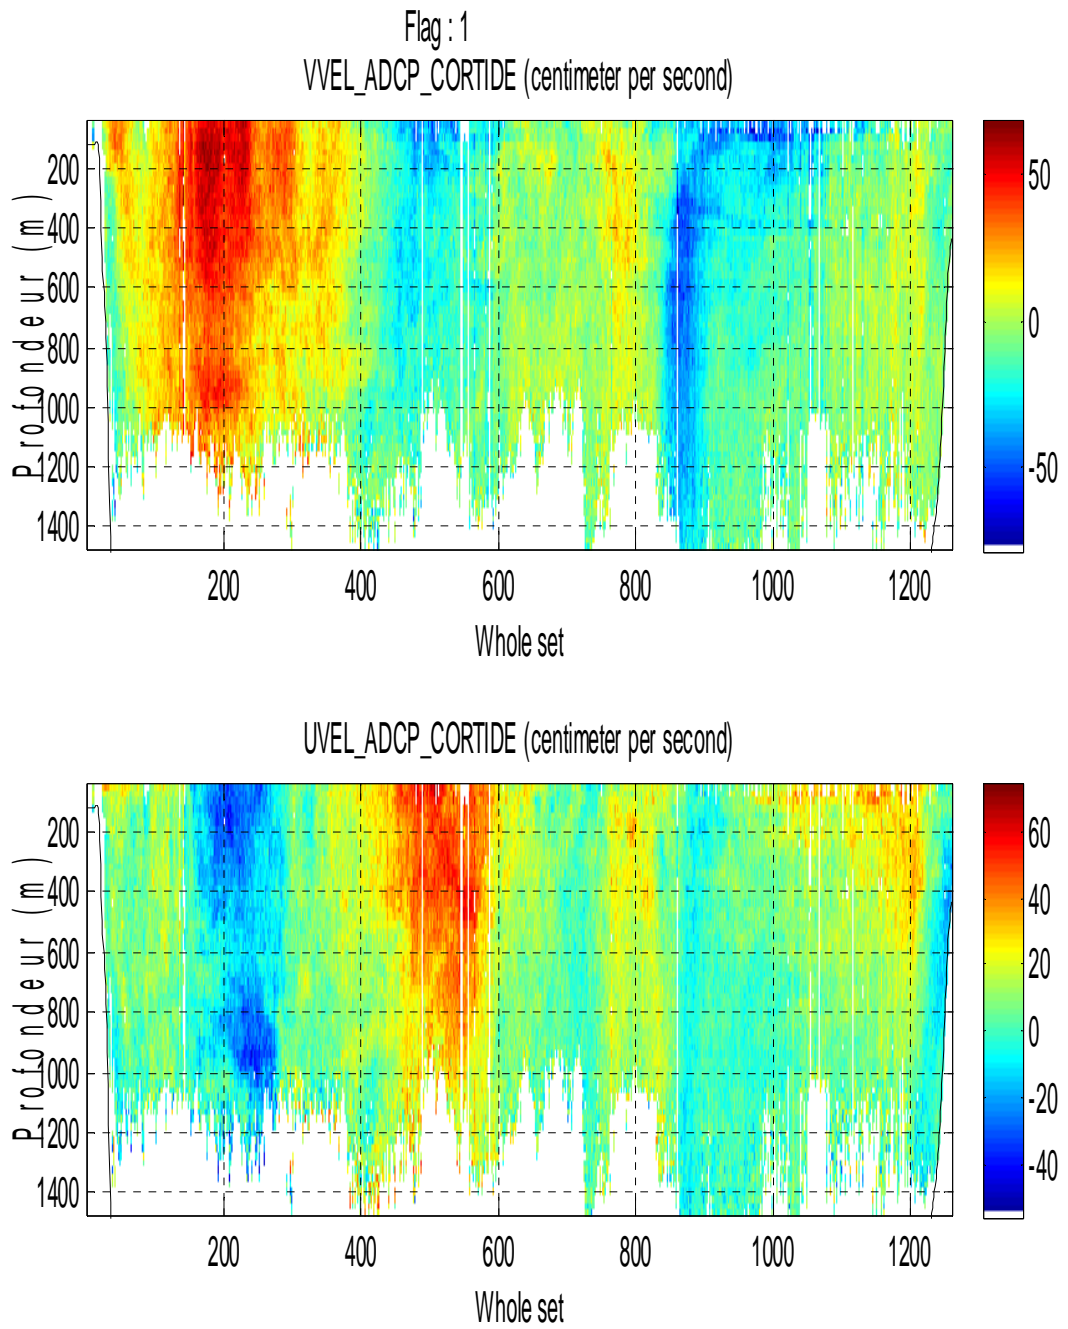 Flag : 1
VVEL_ADCP_CORTIDE (centimeter per second)
Profondeur (m)
200
400
600
800
1000
1200
1400
200 400 600 800 1000 1200
Whole set
50
0
-50
UVEL_ADCP_CORTIDE (centimeter per second)
Profondeur (m)
200
400
600
800
1000
1200
1400
200 400 600 800 1000 1200
Whole set
60
40
20
0
-20
-40